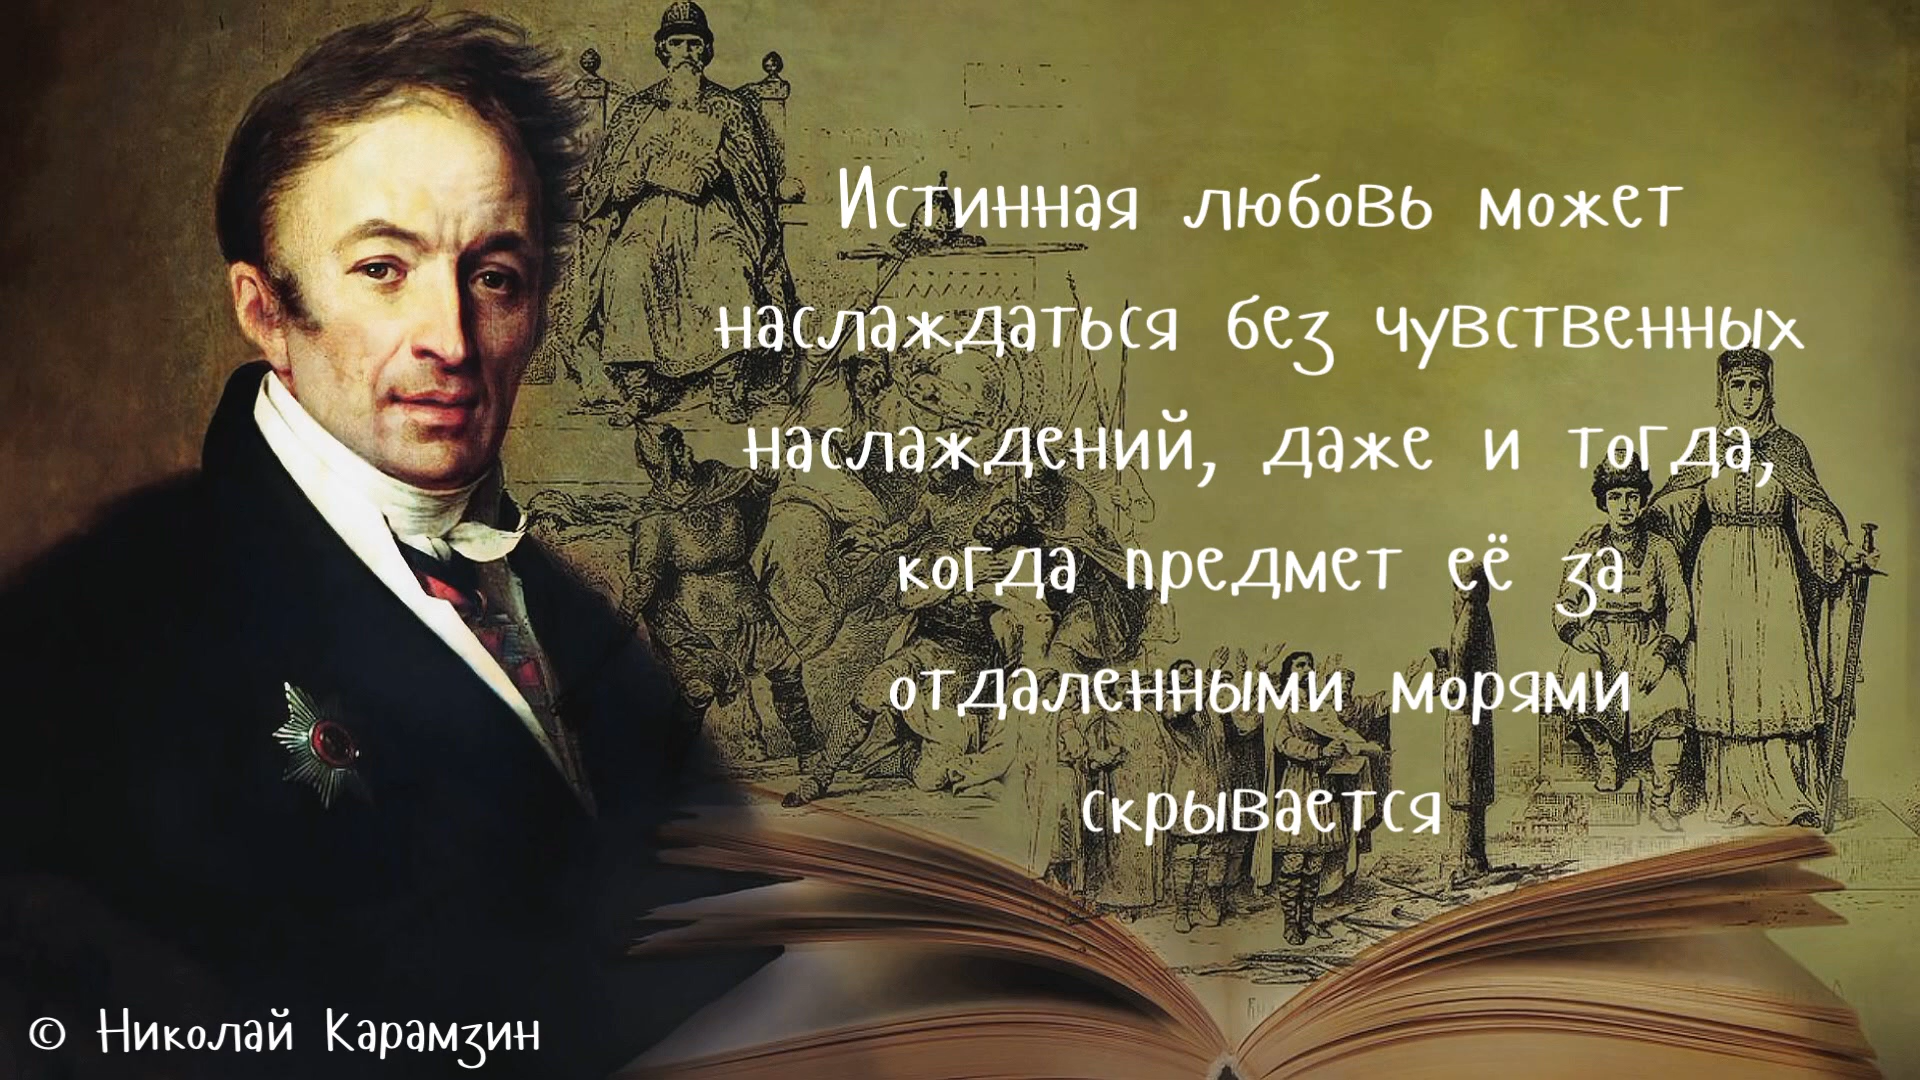 Истинная любовь может
наслаждаться без чувственных
наслаждений, даже и тогда,
когда предмет её за
отдаленными морями
скрывается
© Николай Карамзин